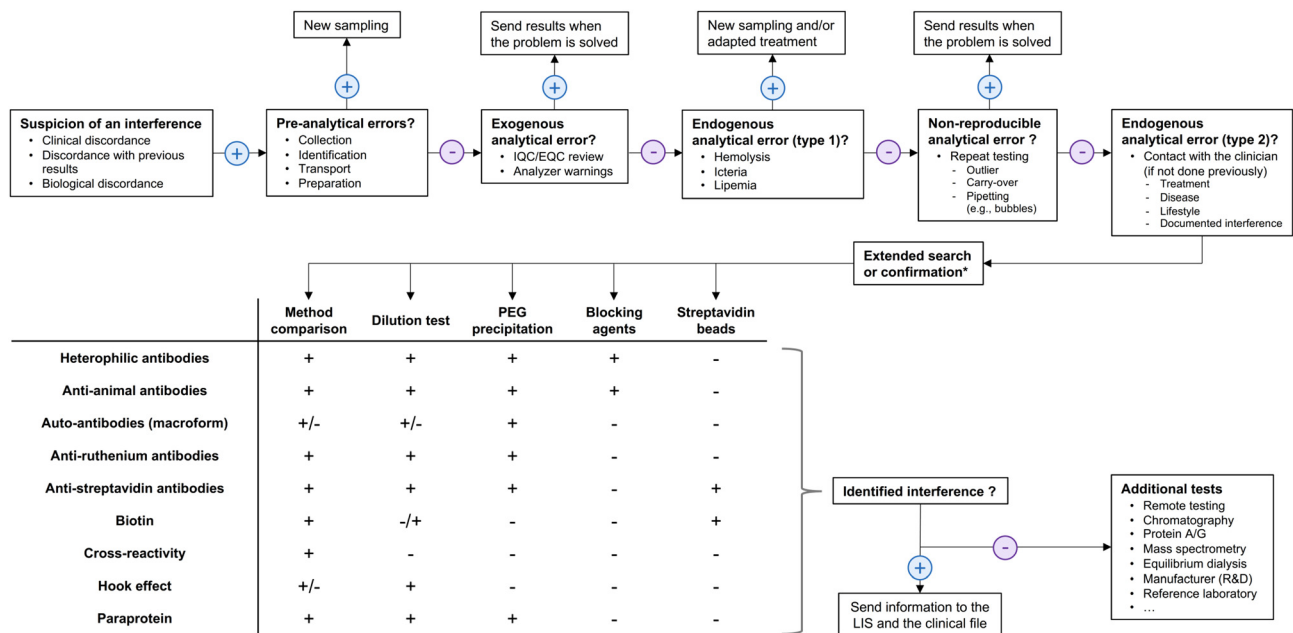 New sampling
Send results when
the problem is solved
New sampling and/or
adapted treatment
Send results when
the problem is solved
+
+
+
+
Suspicion of an interference
• Clinical discordance
• Discordance with previous
results
• Biological discordance
+
Pre-analytical errors?
• Collection
• Identification
• Transport
• Preparation
-
Exogenous
analytical error?
• IQC/EQC review
• Analyzer warnings
-
Endogenous
analytical error (type 1)?
• Hemolysis
• Icteria
• Lipemia
-
Non-reproducible
analytical error ?
• Repeat testing
- Outlier
- Carry-over
- Pipetting
(e.g., bubbles)
-
Endogenous
analytical error (type 2)?
• Contact with the clinician
(if not done previously)
- Treatment
- Disease
- Lifestyle
- Documented interference
Extended search
or confirmation*
Method
comparison
Dilution test
PEG
precipitation
Blocking
agents
Streptavidin
beads
Heterophilic antibodies + + + + -
Anti-animal antibodies + + + + -
Auto-antibodies (macroform) +/- +/- + - -
Anti-ruthenium antibodies + + + - -
Anti-streptavidin antibodies + + + - +
Biotin + -/+ - - +
Cross-reactivity + - - - -
Hook effect +/- + - - -
Paraprotein + + + - -
Identified interference ?
-
+
Send information to the
LIS and the clinical file
Additional tests
• Remote testing
• Chromatography
• Protein A/G
• Mass spectrometry
• Equilibrium dialysis
• Manufacturer (R&D)
• Reference laboratory
• …